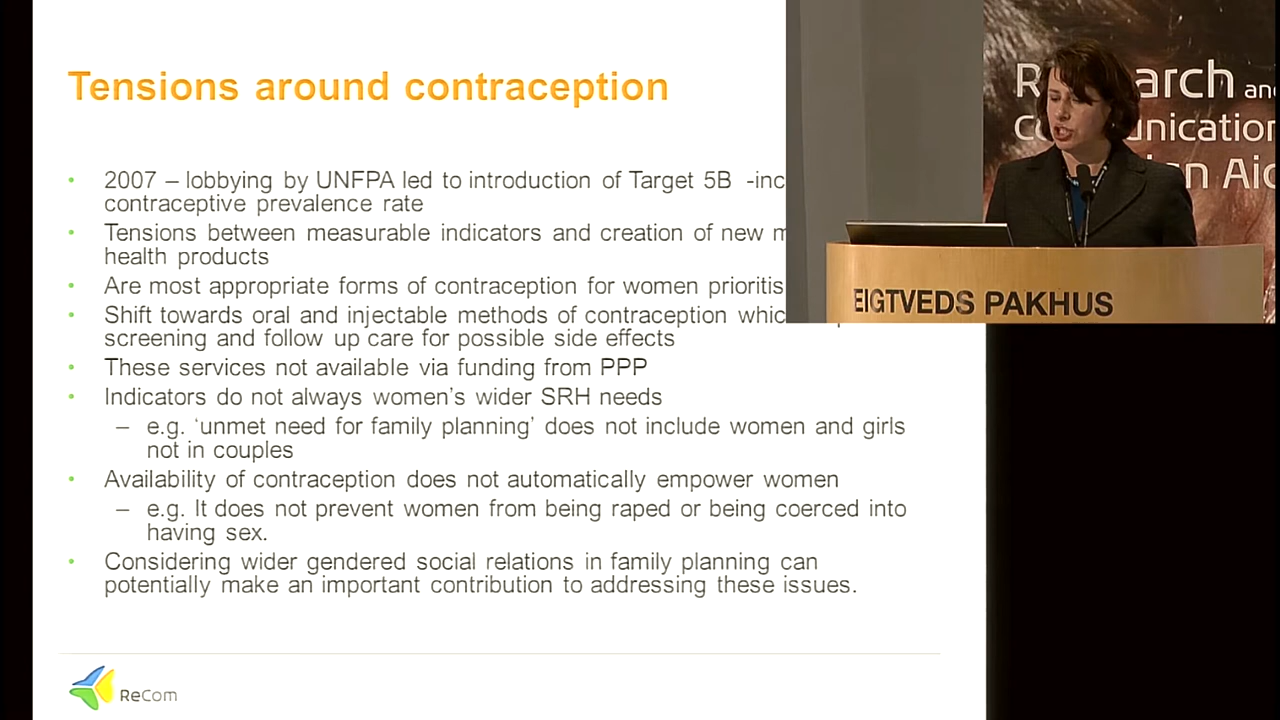 Tensions around contraception
• 2007 – lobbying by UNFPA led to introduction of Target 5B -inc
contraceptive prevalence rate
• Tensions between measurable indicators and creation of new m
health products
• Are most appropriate forms of contraception for women prioritis
• Shift towards oral and injectable methods of contraception whic
screening and follow up care for possible side effects
• These services not available via funding from PPP
• Indicators do not always women's wider SRH needs
– e.g. 'unmet need for family planning' does not include women and girls
not in couples
• Availability of contraception does not automatically empower women
– e.g. It does not prevent women from being raped or being coerced into
having sex.
• Considering wider gendered social relations in family planning can
potentially make an important contribution to addressing these issues.
ReCom
R arch and
c unication
n Aid
EIGTVEDS PAKHUS